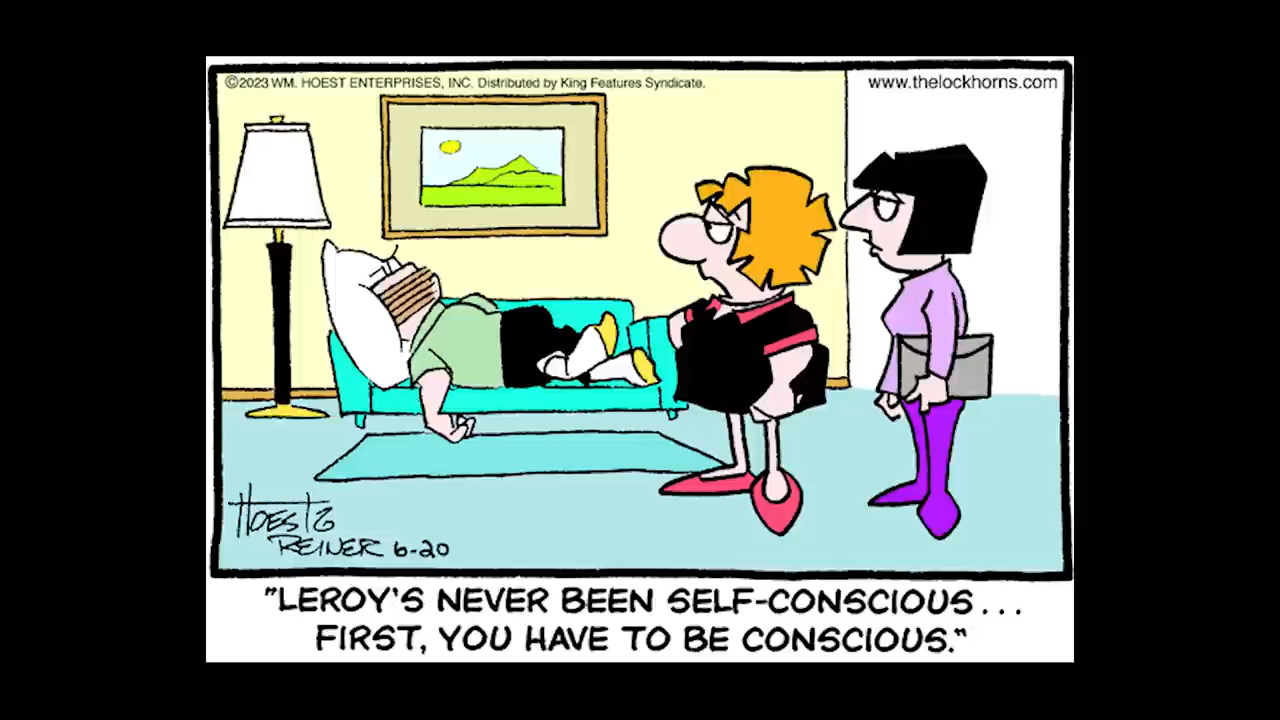 ©2023 WM. HOEST ENTERPRISES, INC. Distributed by King Features Syndicate.
www.thelockhorns.com
HOEST
REINER 6-20
"LEROY'S NEVER BEEN SELF-CONSCIOUS...
FIRST, YOU HAVE TO BE CONSCIOUS."